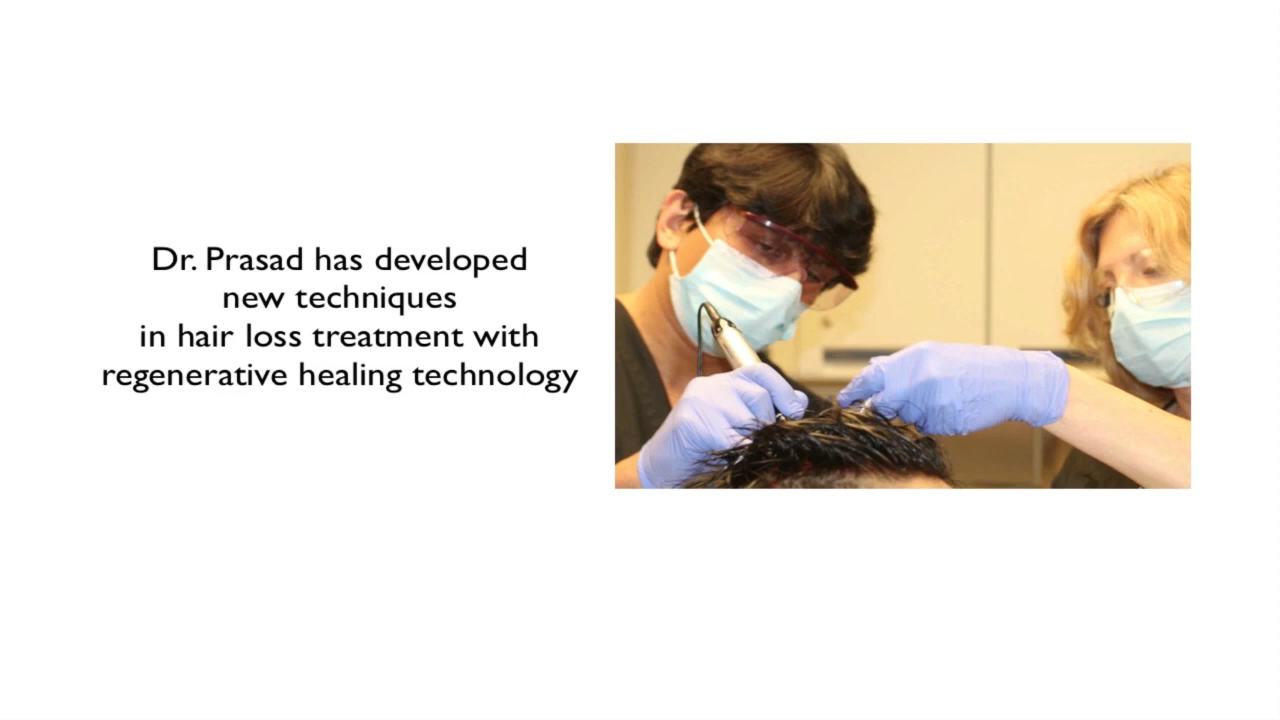 Dr. Prasad has developed
new techniques
in hair loss treatment with
regenerative healing technology